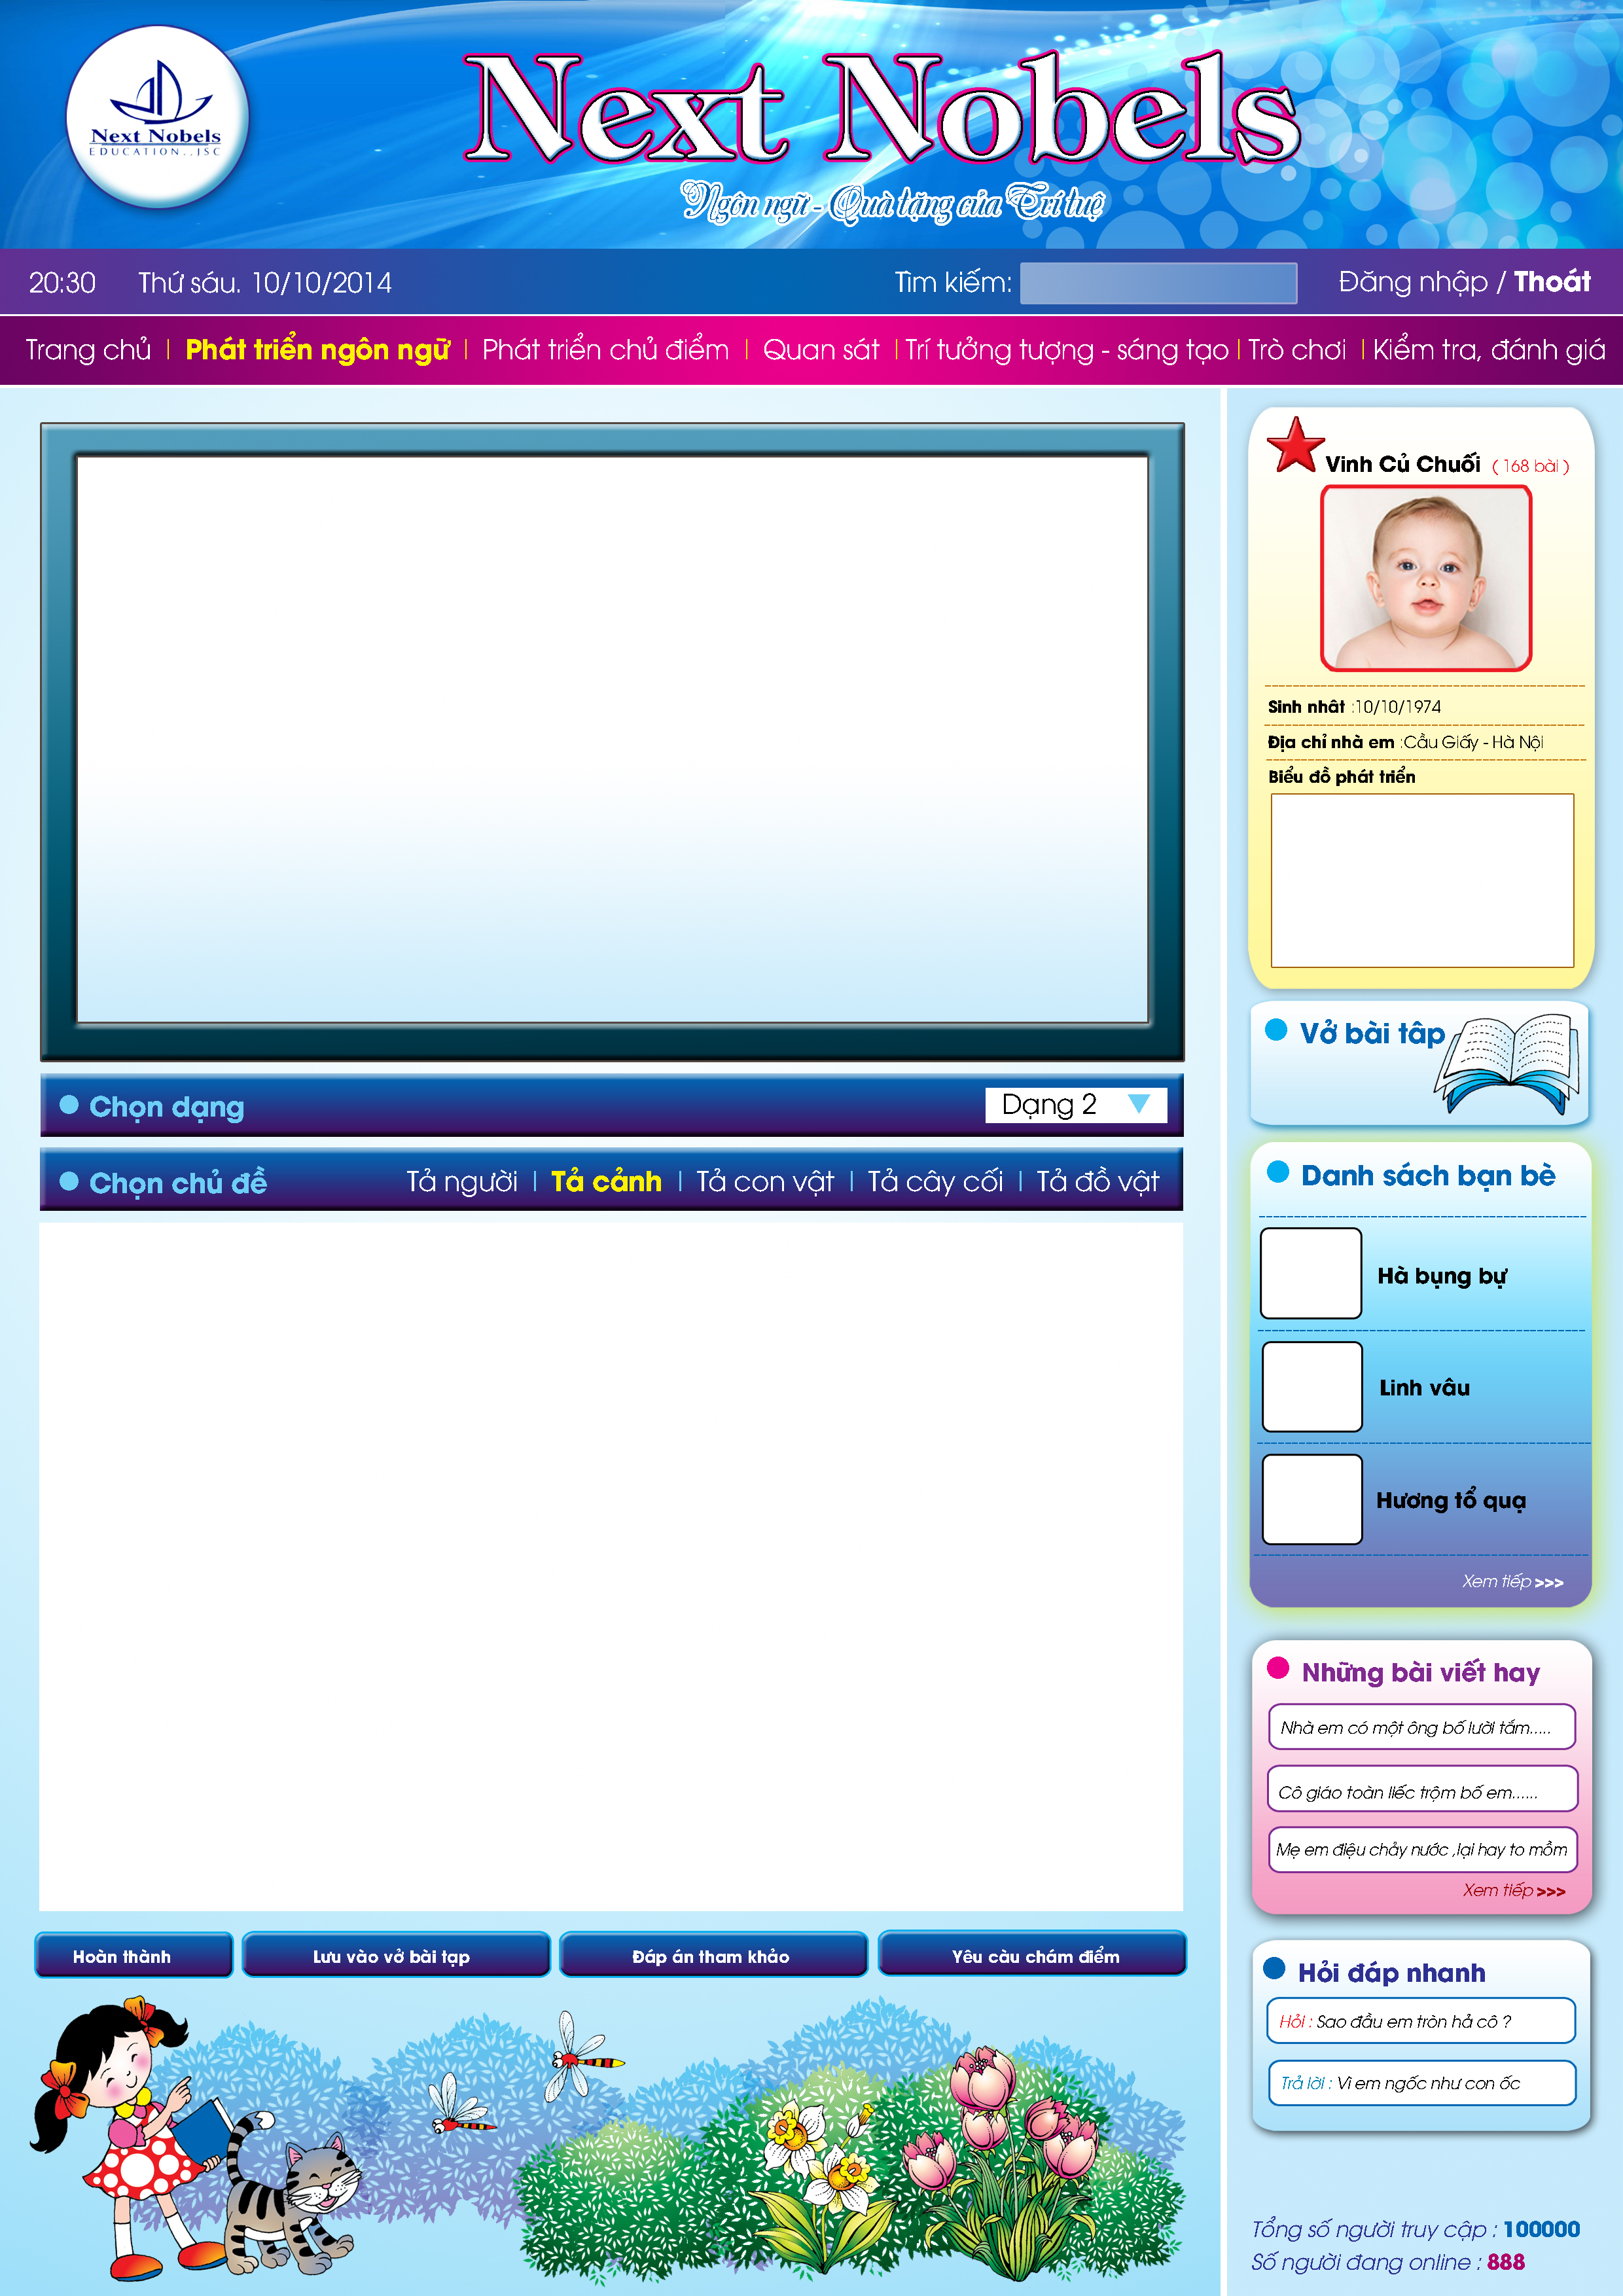 Next Nobels
EDUCATION.,JSC
Next Nobels
Ngôn ngữ - Quà tặng của Trí tuệ
20:30 Thứ sáu. 10/10/2014 Tìm kiếm: Đăng nhập / Thoát
Trang chủ | Phát triển ngôn ngữ | Phát triển chủ điểm | Quan sát | Trí tưởng tượng - sáng tạo | Trò chơi | Kiểm tra, đánh giá
Vinh Củ Chuối ( 168 bài )
Sinh nhât :10/10/1974
Địa chỉ nhà em :Cầu Giấy - Hà Nội
Biểu đồ phát triển
Vở bài tâp
Chọn dạng Dạng 2
Chọn chủ đề Tả người | Tả cảnh | Tả con vật | Tả cây cối | Tả đồ vật
Danh sách bạn bè
Hà bụng bự
Linh vâu
Hương tổ quạ
Xem tiếp >>>
Những bài viết hay
Nhà em có một ông bố lười tắm.....
Cô giáo toàn liếc trộm bố em......
Mẹ em điệu chảy nước ,lại hay to mồm
Xem tiếp >>>
Hoàn thành Lưu vào vở bài tạp Đáp án tham khảo Yêu càu chám điểm
Hỏi đáp nhanh
Hỏi : Sao đầu em tròn hả cô ?
Trả lời : Vì em ngốc như con ốc
Tổng số người truy cập : 100000
Số người đang online : 888